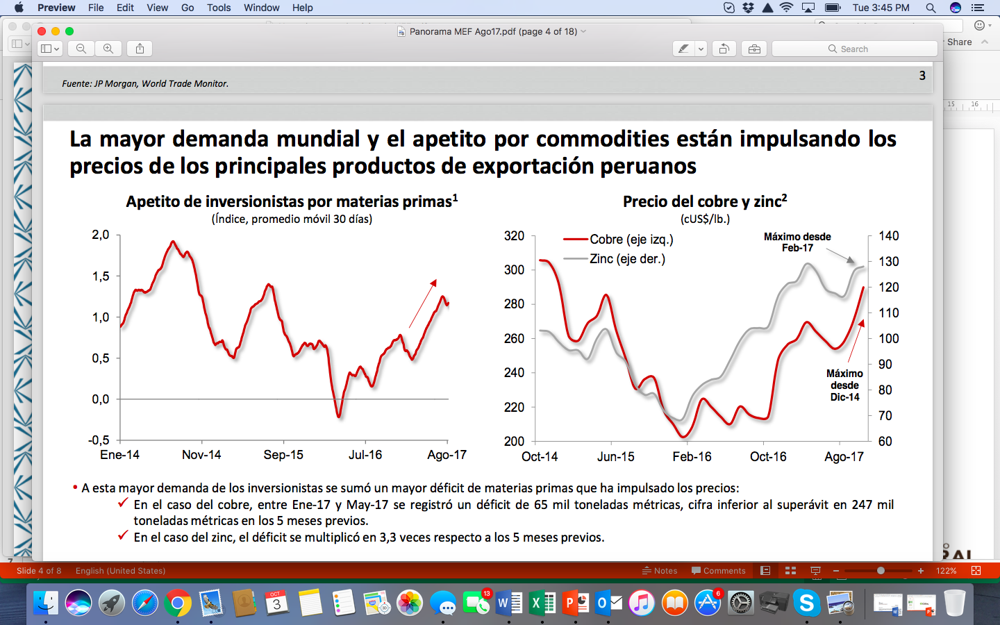 Preview File Edit View Go Tools Window Help
Tue 3:45 PM
Panorama MEF Ago17.pdf (page 4 of 18)
Search
Share
15 16
Fuente: JP Morgan, World Trade Monitor.
3
La mayor demanda mundial y el apetito por commodities están impulsando los
precios de los principales productos de exportación peruanos
Apetito de inversionistas por materias primas1
(Índice, promedio móvil 30 días)
2,0
1,5
1,0
0,5
0,0
-0,5
Ene-14 Nov-14 Sep-15 Jul-16 Ago-17
Precio del cobre y zinc2
(cUS$/lb.)
Cobre (eje izq.)
Zinc (eje der.)
Máximo desde
Feb-17
Máximo
desde
Dic-14
320
300
280
260
240
220
200
140
130
120
110
100
90
80
70
60
Oct-14 Jun-15 Feb-16 Oct-16 Ago-17
• A esta mayor demanda de los inversionistas se sumó un mayor déficit de materias primas que ha impulsado los precios:
✓ En el caso del cobre, entre Ene-17 y May-17 se registró un déficit de 65 mil toneladas métricas, cifra inferior al superávit en 247 mil
toneladas métricas en los 5 meses previos.
✓ En el caso del zinc, el déficit se multiplicó en 3,3 veces respecto a los 5 meses previos.
Slide 4 of 8 English (United States)
Notes Comments 122%
OCT
3
13
6